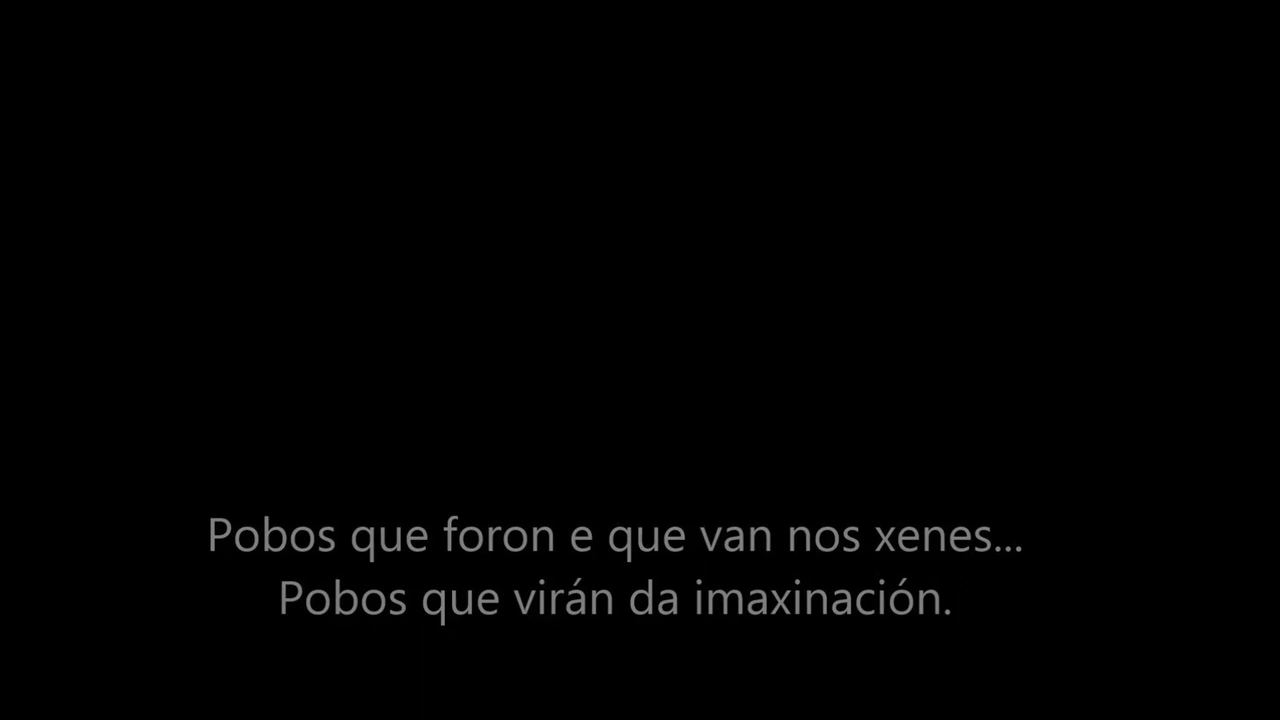 Pobos que foron e que van nos xenes...
Pobos que virán da imaxinación.